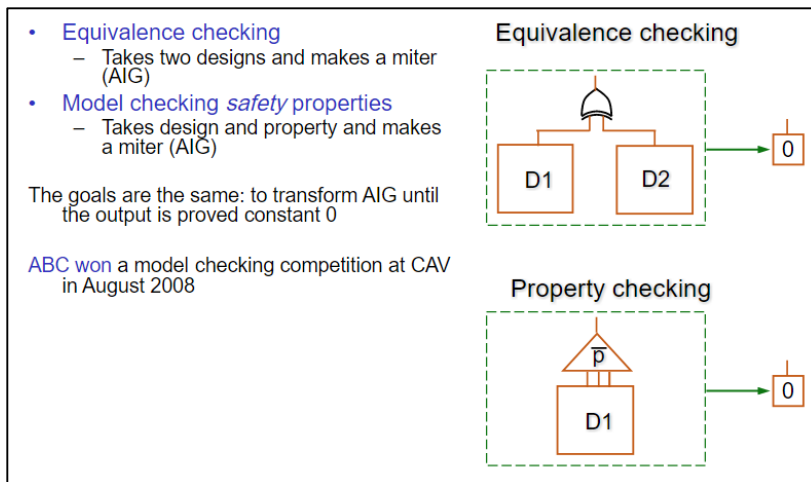 • Equivalence checking
– Takes two designs and makes a miter
(AIG)
• Model checking safety properties
– Takes design and property and makes
a miter (AIG)
The goals are the same: to transform AIG until
the output is proved constant 0
ABC won a model checking competition at CAV
in August 2008
Equivalence checking
D1
D2
0
Property checking
p̅
D1
0